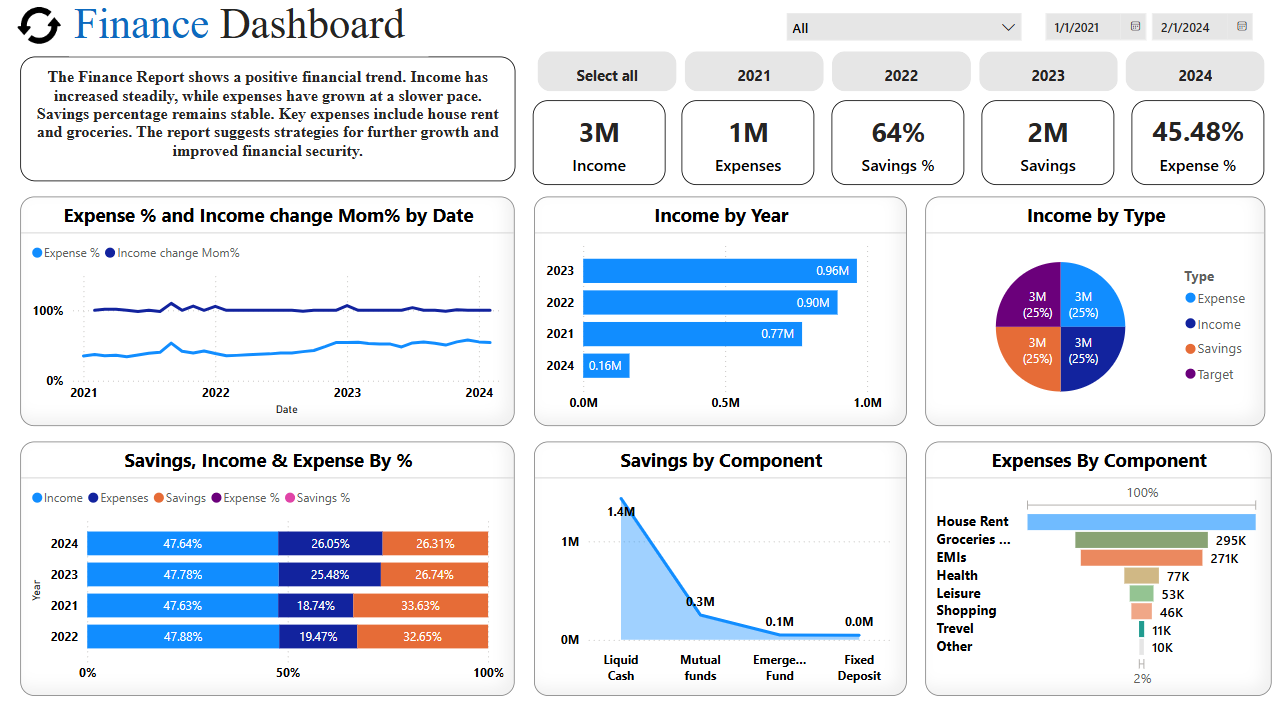 Finance Dashboard
All
1/1/2021
2/1/2024
The Finance Report shows a positive financial trend. Income has
increased steadily, while expenses have grown at a slower pace.
Savings percentage remains stable. Key expenses include house rent
and groceries. The report suggests strategies for further growth and
improved financial security.
Select all
2021
2022
2023
2024
3M
Income
1M
Expenses
64%
Savings %
2M
Savings
45.48%
Expense %
Expense % and Income change Mom% by Date
Expense % Income change Mom%
100%
0%
2021 2022 2023 2024
Date
Income by Year
2023 0.96M
2022 0.90M
2021 0.77M
2024 0.16M
0.0M 0.5M 1.0M
Income by Type
3M
(25%)
3M
(25%)
3M
(25%)
3M
(25%)
Type
Expense
Income
Savings
Target
Savings, Income & Expense By %
Income Expenses Savings Expense % Savings %
Year
2024 47.64% 26.05% 26.31%
2023 47.78% 25.48% 26.74%
2021 47.63% 18.74% 33.63%
2022 47.88% 19.47% 32.65%
0% 50% 100%
Savings by Component
1M
0M
1.4M
0.3M
0.1M
0.0M
Liquid
Cash
Mutual
funds
Emerge...
Fund
Fixed
Deposit
Expenses By Component
100%
House Rent
Groceries ... 295K
EMIs 271K
Health 77K
Leisure 53K
Shopping 46K
Trevel 11K
Other 10K
2%